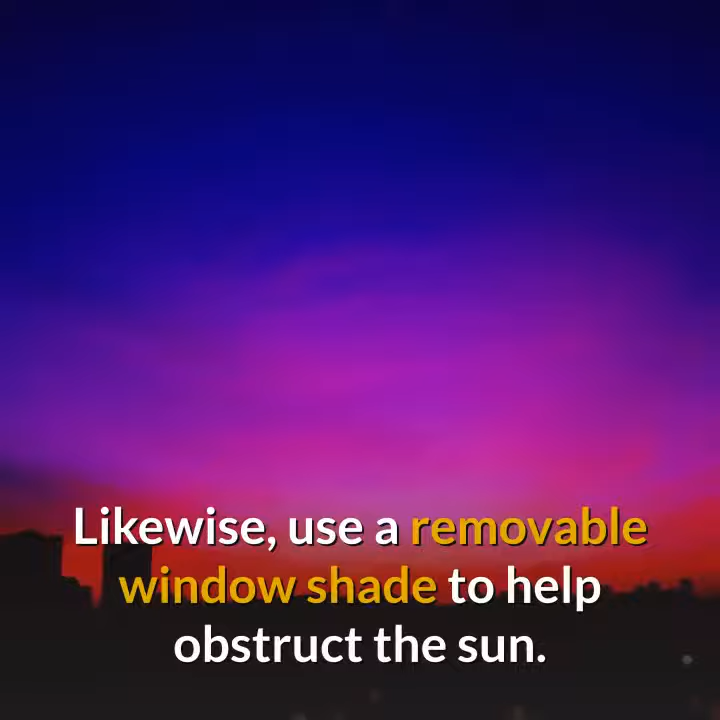 Likewise, use a removable
window shade to help
obstruct the sun.